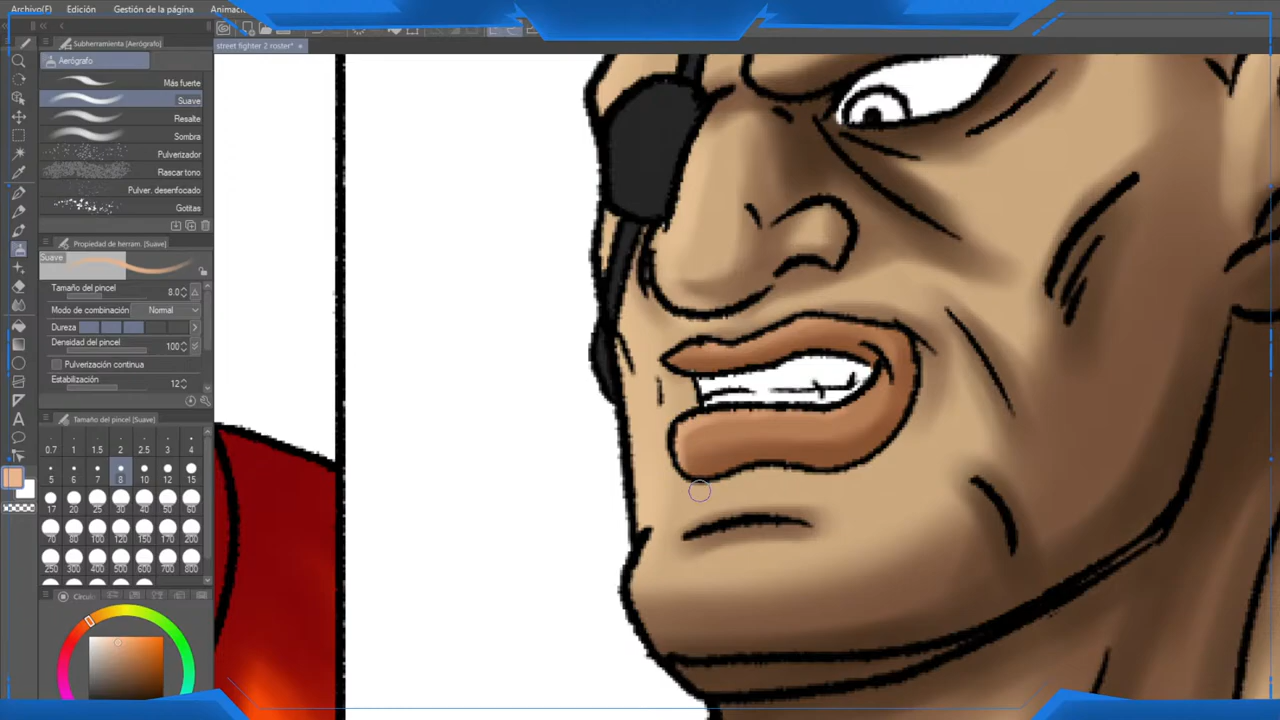 Archivo(F) Edición Gestión de la página Animació
Subherramienta [Aerógrafo]
street fighter 2 roster*
Aerógrafo
Más fuerte
Suave
Resalte
Sombra
Pulverizador
Rascar tono
Pulver. desenfocado
Gotitas
Propiedad de herram. [Suave]
Suave
Tamaño del pincel 8.0
Modo de combinación Normal
Dureza
Densidad del pincel 100
Pulverización continua
Estabilización 12
Tamaño del pincel [Suave]
0.7 1 1.5 2 2.5 3 4
5 6 7 8 10 12 15
17 20 25 30 40 50 60
70 80 100 120 150 170 200
250 300 400 500 600 700 800
Círculo